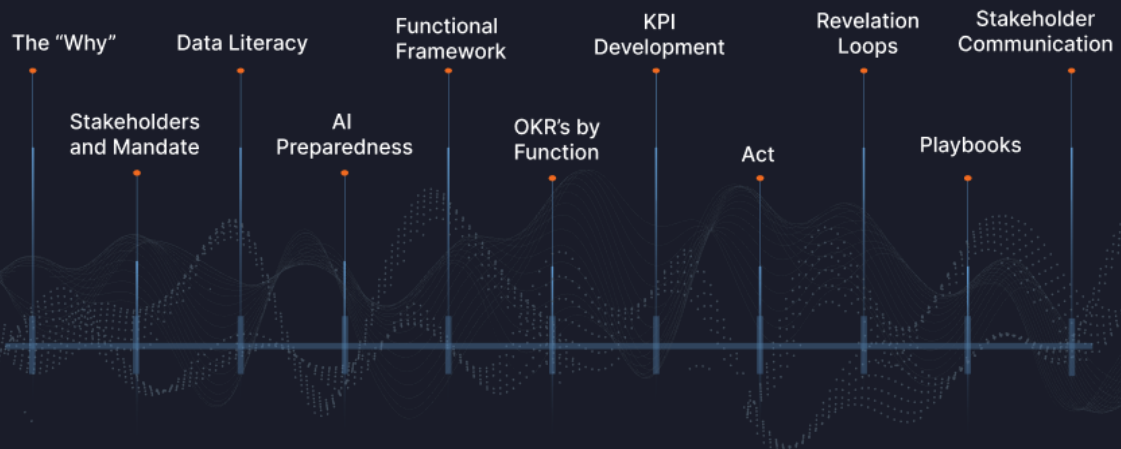 The “Why”
Stakeholders
and Mandate
Data Literacy
AI
Preparedness
Functional
Framework
OKR’s by
Function
KPI
Development
Act
Revelation
Loops
Playbooks
Stakeholder
Communication